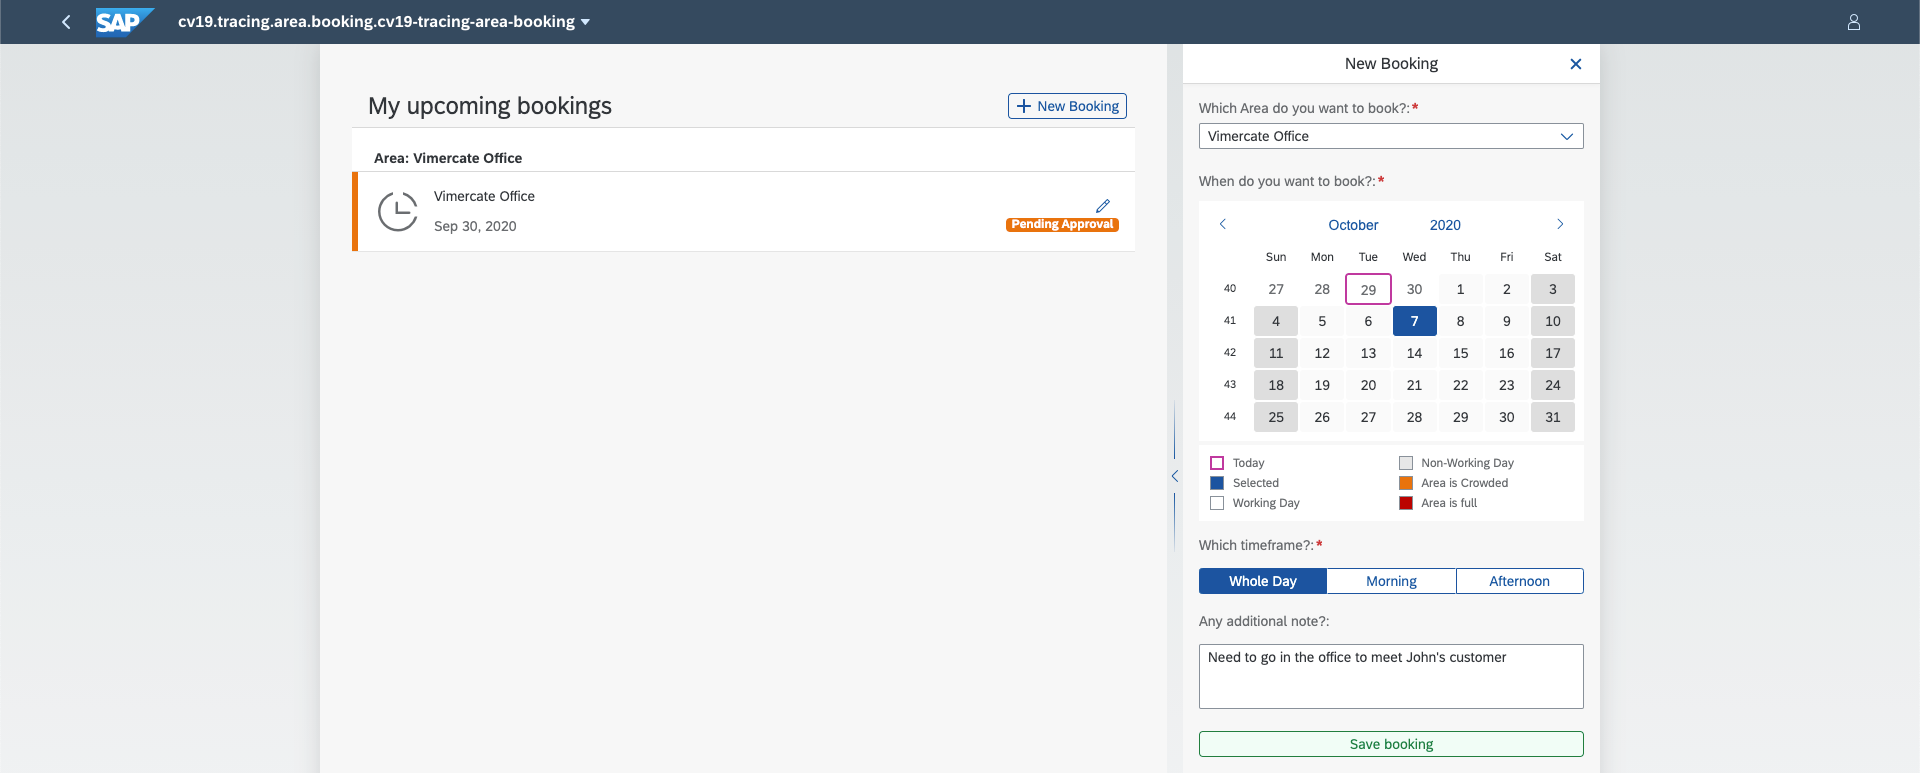 SAP cv19.tracing.area.booking.cv19-tracing-area-booking
My upcoming bookings
New Booking
Area: Vimercate Office
Vimercate Office
Sep 30, 2020
Pending Approval
New Booking
Which Area do you want to book?:*
Vimercate Office
When do you want to book?:*
October 2020
Sun Mon Tue Wed Thu Fri Sat
40 27 28 29 30 1 2 3
41 4 5 6 7 8 9 10
42 11 12 13 14 15 16 17
43 18 19 20 21 22 23 24
44 25 26 27 28 29 30 31
Today Non-Working Day
Selected Area is Crowded
Working Day Area is full
Which timeframe?:*
Whole Day Morning Afternoon
Any additional note?:
Need to go in the office to meet John's customer
Save booking